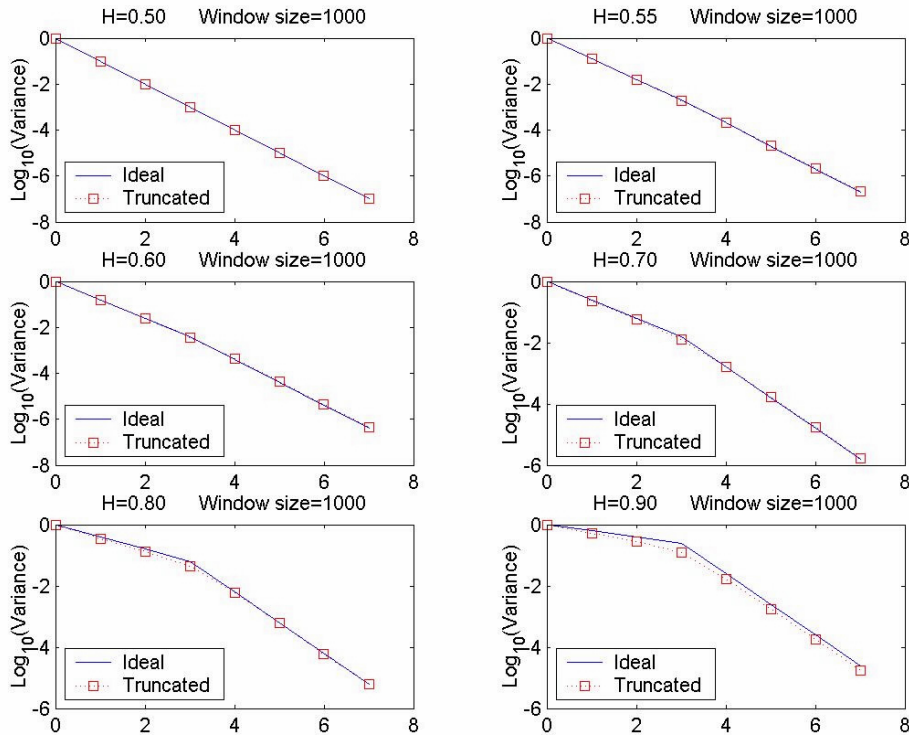 H=0.50 Window size=1000
0
-2
-4
-6
-8
Log10(Variance)
Ideal
Truncated
0 2 4 6 8
H=0.55 Window size=1000
0
-2
-4
-6
-8
Log10(Variance)
Ideal
Truncated
0 2 4 6 8
H=0.60 Window size=1000
0
-2
-4
-6
-8
Log10(Variance)
Ideal
Truncated
0 2 4 6 8
H=0.70 Window size=1000
0
-2
-4
-6
Log10(Variance)
Ideal
Truncated
0 2 4 6 8
H=0.80 Window size=1000
0
-2
-4
-6
Log10(Variance)
Ideal
Truncated
0 2 4 6 8
H=0.90 Window size=1000
0
-2
-4
-6
Log10(Variance)
Ideal
Truncated
0 2 4 6 8